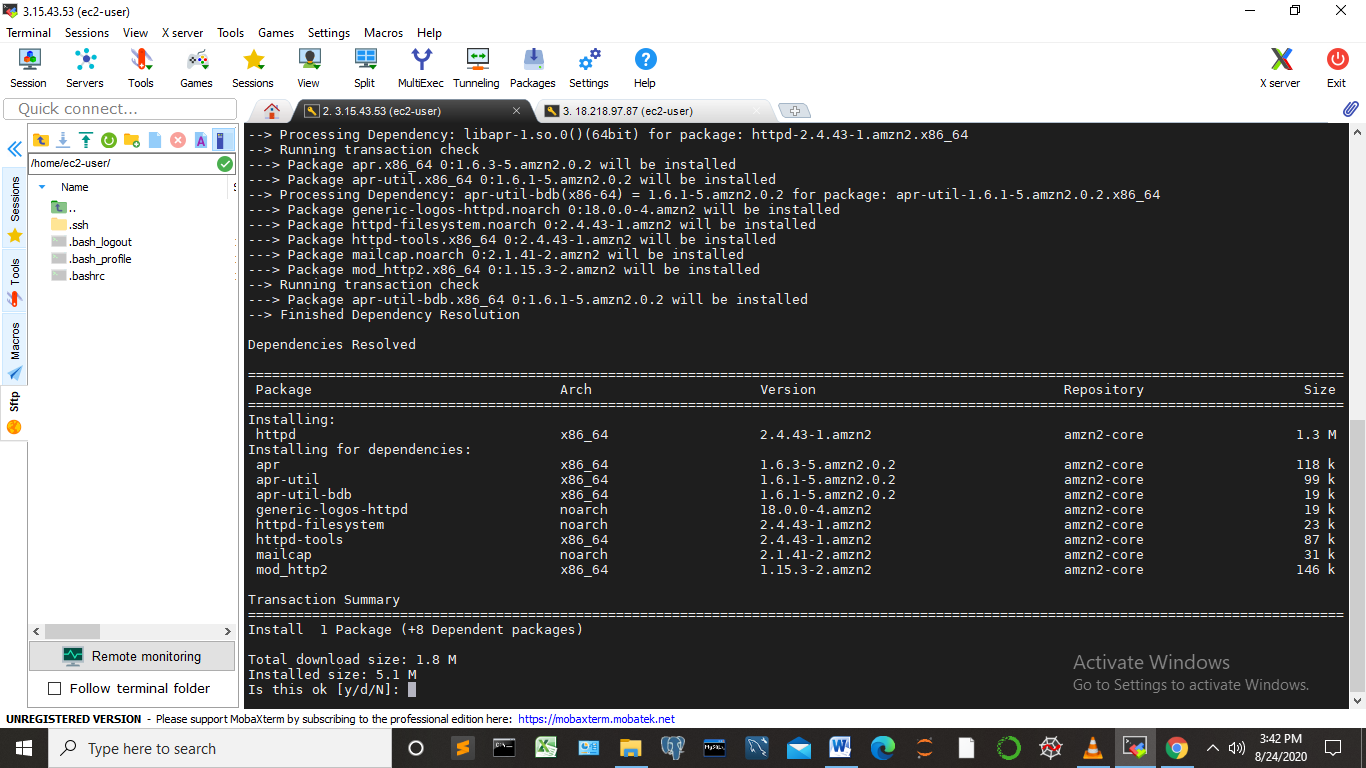 3.15.43.53 (ec2-user)
Terminal Sessions View X server Tools Games Settings Macros Help
Session Servers Tools Games Sessions View Split MultiExec Tunneling Packages Settings Help X server Exit
Quick connect...
2. 3.15.43.53 (ec2-user)
3. 18.218.97.87 (ec2-user)
/home/ec2-user/
Name
..
.ssh
.bash_logout
.bash_profile
.bashrc
Sessions
Tools
Macros
Sftp
Remote monitoring
Follow terminal folder
--> Processing Dependency: libapr-1.so.0()(64bit) for package: httpd-2.4.43-1.amzn2.x86_64
--> Running transaction check
---> Package apr.x86_64 0:1.6.3-5.amzn2.0.2 will be installed
---> Package apr-util.x86_64 0:1.6.1-5.amzn2.0.2 will be installed
--> Processing Dependency: apr-util-bdb(x86-64) = 1.6.1-5.amzn2.0.2 for package: apr-util-1.6.1-5.amzn2.0.2.x86_64
---> Package generic-logos-httpd.noarch 0:18.0.0-4.amzn2 will be installed
---> Package httpd-filesystem.noarch 0:2.4.43-1.amzn2 will be installed
---> Package httpd-tools.x86_64 0:2.4.43-1.amzn2 will be installed
---> Package mailcap.noarch 0:2.1.41-2.amzn2 will be installed
---> Package mod_http2.x86_64 0:1.15.3-2.amzn2 will be installed
--> Running transaction check
---> Package apr-util-bdb.x86_64 0:1.6.1-5.amzn2.0.2 will be installed
--> Finished Dependency Resolution
Dependencies Resolved
Package Arch Version Repository Size
Installing:
httpd x86_64 2.4.43-1.amzn2 amzn2-core 1.3 M
Installing for dependencies:
apr x86_64 1.6.3-5.amzn2.0.2 amzn2-core 118 k
apr-util x86_64 1.6.1-5.amzn2.0.2 amzn2-core 99 k
apr-util-bdb x86_64 1.6.1-5.amzn2.0.2 amzn2-core 19 k
generic-logos-httpd noarch 18.0.0-4.amzn2 amzn2-core 19 k
httpd-filesystem noarch 2.4.43-1.amzn2 amzn2-core 23 k
httpd-tools x86_64 2.4.43-1.amzn2 amzn2-core 87 k
mailcap noarch 2.1.41-2.amzn2 amzn2-core 31 k
mod_http2 x86_64 1.15.3-2.amzn2 amzn2-core 146 k
Transaction Summary
Install 1 Package (+8 Dependent packages)
Total download size: 1.8 M
Installed size: 5.1 M
Is this ok [y/d/N]:
Activate Windows
Go to Settings to activate Windows.
UNREGISTERED VERSION - Please support MobaXterm by subscribing to the professional edition here: https://mobaxterm.mobatek.net
Type here to search
3:42 PM
8/24/2020